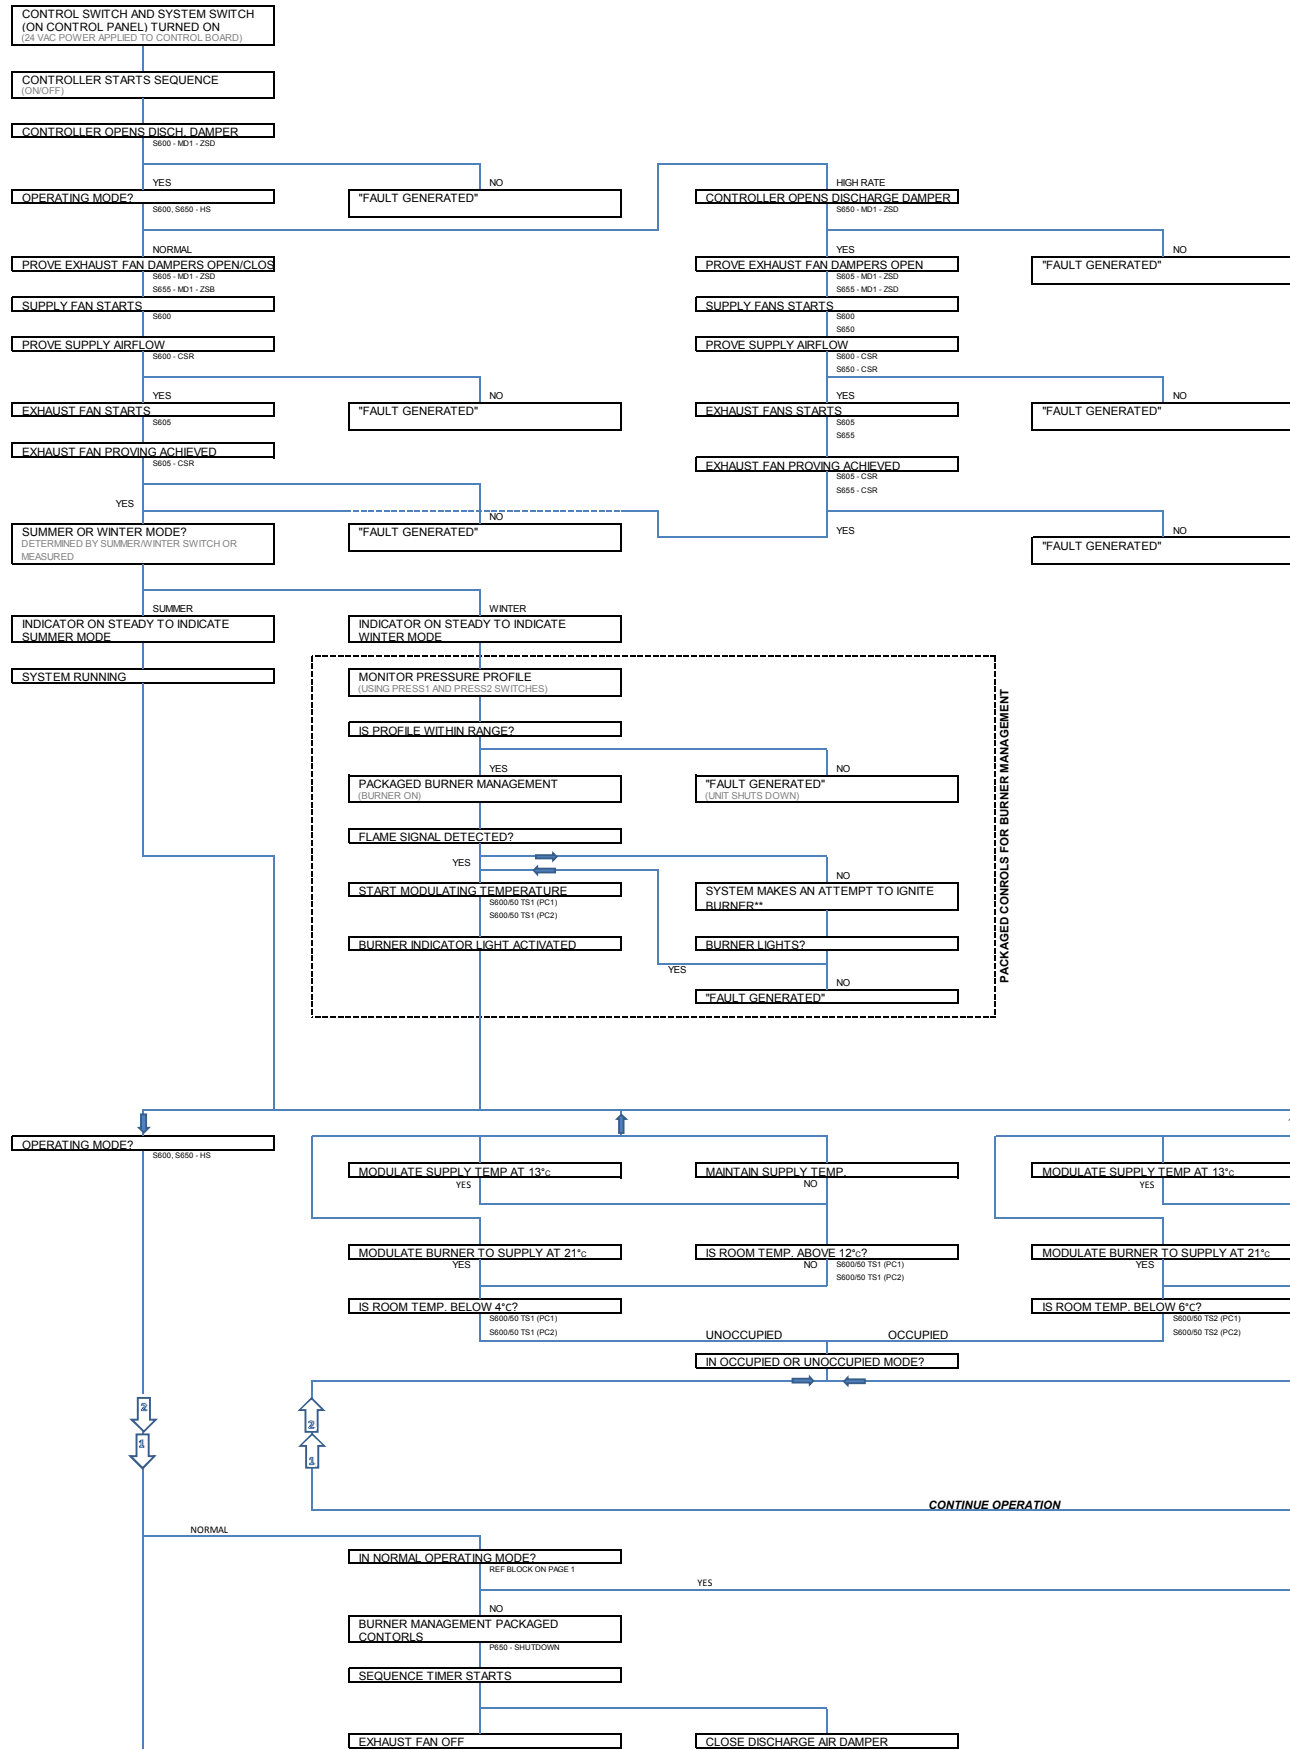 CONTROL SWITCH AND SYSTEM SWITCH
(ON CONTROL PANEL) TURNED ON
(24 VAC POWER APPLIED TO CONTROL BOARD)
CONTROLLER STARTS SEQUENCE
(ON/OFF)
CONTROLLER OPENS DISCH. DAMPER
S600 - MD1 - ZSD
YES
NO
HIGH RATE
OPERATING MODE?
"FAULT GENERATED"
CONTROLLER OPENS DISCHARGE DAMPER
S600, S650 - HS
S650 - MD1 - ZSD
NORMAL
YES
NO
PROVE EXHAUST FAN DAMPERS OPEN/CLOS
PROVE EXHAUST FAN DAMPERS OPEN
"FAULT GENERATED"
S605 - MD1 - ZSD
S605 - MD1 - ZSD
S655 - MD1 - ZSB
S655 - MD1 - ZSD
SUPPLY FAN STARTS
SUPPLY FANS STARTS
S600
S600
S650
PROVE SUPPLY AIRFLOW
PROVE SUPPLY AIRFLOW
S600 - CSR
S600 - CSR
S650 - CSR
YES
NO
YES
NO
EXHAUST FAN STARTS
"FAULT GENERATED"
EXHAUST FANS STARTS
"FAULT GENERATED"
S605
S605
S655
EXHAUST FAN PROVING ACHIEVED
S605 - CSR
EXHAUST FAN PROVING ACHIEVED
S605 - CSR
S655 - CSR
YES
NO
YES
NO
SUMMER OR WINTER MODE?
DETERMINED BY SUMMER/WINTER SWITCH OR
MEASURED
"FAULT GENERATED"
"FAULT GENERATED"
SUMMER
WINTER
INDICATOR ON STEADY TO INDICATE
SUMMER MODE
INDICATOR ON STEADY TO INDICATE
WINTER MODE
SYSTEM RUNNING
MONITOR PRESSURE PROFILE
(USING PRESS1 AND PRESS2 SWITCHES)
IS PROFILE WITHIN RANGE?
YES
NO
PACKAGED BURNER MANAGEMENT
(BURNER ON)
"FAULT GENERATED"
(UNIT SHUTS DOWN)
PACKAGED CONROLS FOR BURNER MANAGEMENT
FLAME SIGNAL DETECTED?
YES
NO
START MODULATING TEMPERATURE
S600/50 TS1 (PC1)
S600/50 TS1 (PC2)
SYSTEM MAKES AN ATTEMPT TO IGNITE
BURNER**
BURNER INDICATOR LIGHT ACTIVATED
BURNER LIGHTS?
YES
NO
"FAULT GENERATED"
OPERATING MODE?
S600, S650 - HS
MODULATE SUPPLY TEMP AT 13°C
MAINTAIN SUPPLY TEMP.
MODULATE SUPPLY TEMP AT 13°C
YES
NO
YES
MODULATE BURNER TO SUPPLY AT 21°C
IS ROOM TEMP. ABOVE 12°C?
MODULATE BURNER TO SUPPLY AT 21°C
YES
NO
S600/50 TS1 (PC1)
S600/50 TS1 (PC2)
YES
IS ROOM TEMP. BELOW 4°C?
IS ROOM TEMP. BELOW 6°C?
S600/50 TS1 (PC1)
S600/50 TS1 (PC2)
S600/50 TS2 (PC1)
S600/50 TS2 (PC2)
UNOCCUPIED
OCCUPIED
IN OCCUPIED OR UNOCCUPIED MODE?
2
2
1
1
CONTINUE OPERATION
NORMAL
IN NORMAL OPERATING MODE?
REF BLOCK ON PAGE 1
YES
NO
BURNER MANAGEMENT PACKAGED
CONTORLS
P650 - SHUTDOWN
SEQUENCE TIMER STARTS
EXHAUST FAN OFF
CLOSE DISCHARGE AIR DAMPER